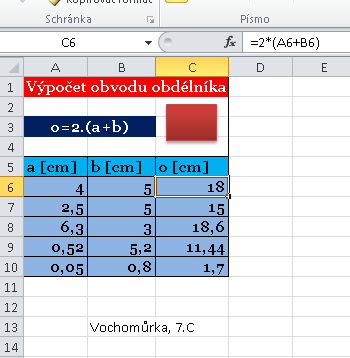 Kopírovat formát
Schránka Písmo
C6 fx =2*(A6+B6)
A B C D E
1 Výpočet obvodu obdélníka
2
3 o=2.(a+b)
4
5 a [cm] b [cm] o [cm]
6 4 5 18
7 2,5 5 15
8 6,3 3 18,6
9 0,52 5,2 11,44
10 0,05 0,8 1,7
11
12
13 Vochomůrka, 7.C
14